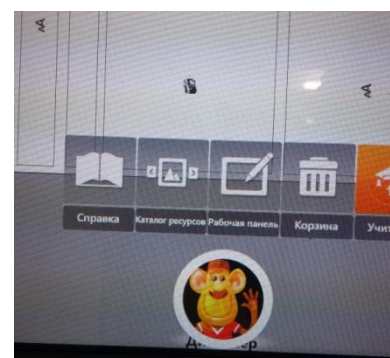 Справка
Каталог ресурсов
Рабочая панель
Корзина